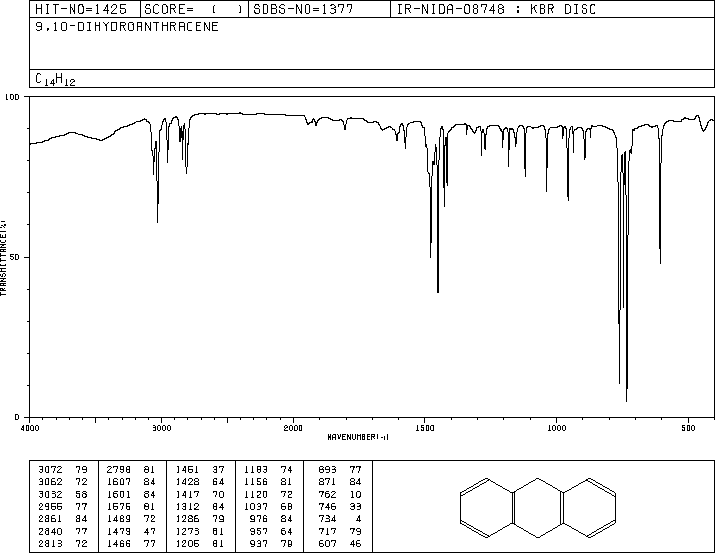 HIT-NO=1425 SCORE= ( ) SDBS-NO=1377 IR-NIDA-08748 : KBR DISC
9,10-DIHYDROANTHRACENE
C14H12
100
50
0
TRANSMITTANCE(%)
4000 3000 2000 1500 1000 500
WAVENUMBER(-1)
3072 79 2798 81 1451 37 1183 74 893 77
3062 72 1607 84 1428 64 1156 81 871 84
3032 58 1601 84 1417 70 1120 72 762 10
2955 77 1576 81 1312 84 1037 68 746 33
2861 84 1489 72 1286 79 976 84 734 4
2840 77 1479 47 1273 81 957 64 717 79
2813 72 1466 77 1206 81 937 79 607 46